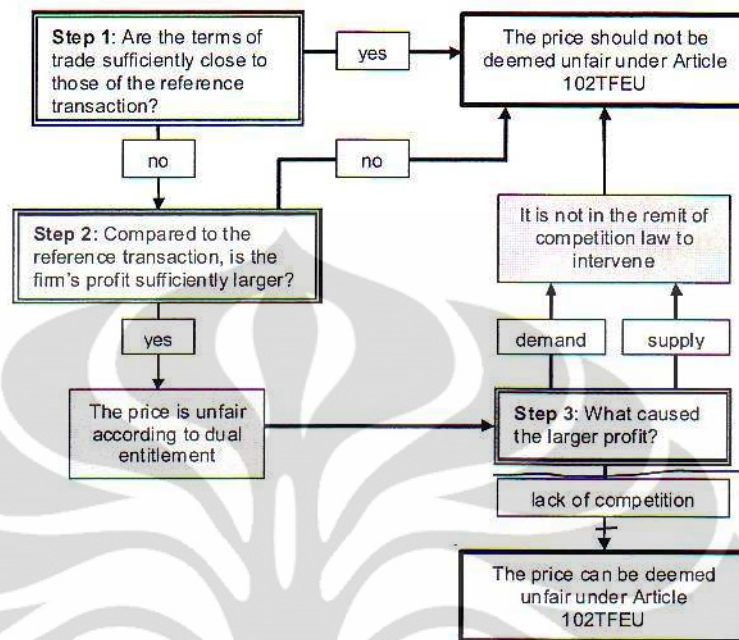 Step 1: Are the terms of
trade sufficiently close to
those of the reference
transaction?
yes
The price should not be
deemed unfair under Article
102TFEU
no
no
Step 2: Compared to the
reference transaction, is the
firm's profit sufficiently larger?
It is not in the remit of
competition law to
intervene
yes
demand
supply
The price is unfair
according to dual
entitlement
Step 3: What caused
the larger profit?
lack of competition
The price can be deemed
unfair under Article
102TFEU